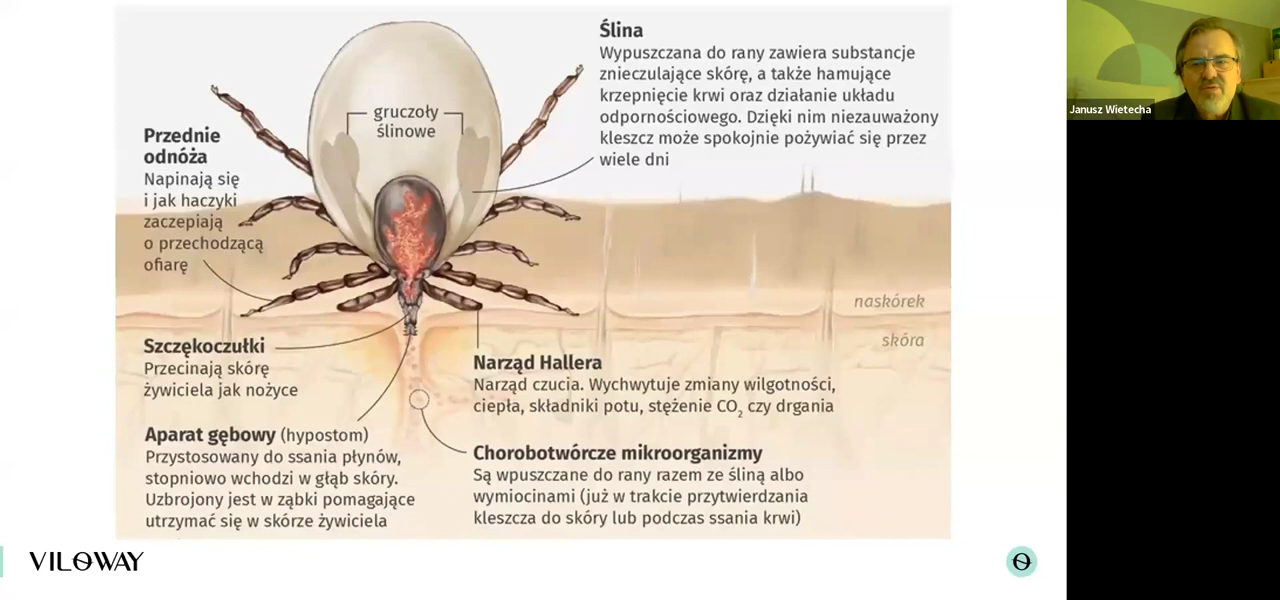 Ślina
Wypuszczana do rany zawiera substancje
znieczulające skórę, a także hamujące
krzepnięcie krwi oraz działanie układu
odpornościowego. Dzięki nim niezauważony
kleszcz może spokojnie pożywiać się przez
wiele dni
gruczoły
ślinowe
Przednie
odnóża
Napinają się
i jak haczyki
zaczepiają
o przechodzącą
ofiarę
naskórek
skóra
Szczękoczułki
Przecinają skórę
żywiciela jak nożyce
Narząd Hallera
Narząd czucia. Wychwytuje zmiany wilgotności,
ciepła, składniki potu, stężenie CO₂ czy drgania
Aparat gębowy (hypostom)
Przystosowany do ssania płynów,
stopniowo wchodzi w głąb skóry.
Uzbrojony jest w ząbki pomagające
utrzymać się w skórze żywiciela
Chorobotwórcze mikroorganizmy
Są wpuszczane do rany razem ze śliną albo
wymiocinami (już w trakcie przytwierdzania
kleszcza do skóry lub podczas ssania krwi)
VILOWAY
Janusz Wietecha